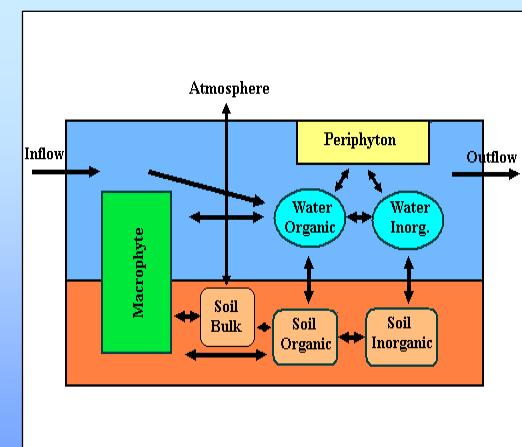 Atmosphere
Periphyton
Inflow
Outflow
Water
Organic
Water
Inorg.
Macrophyte
Soil
Bulk
Soil
Organic
Soil
Inorganic